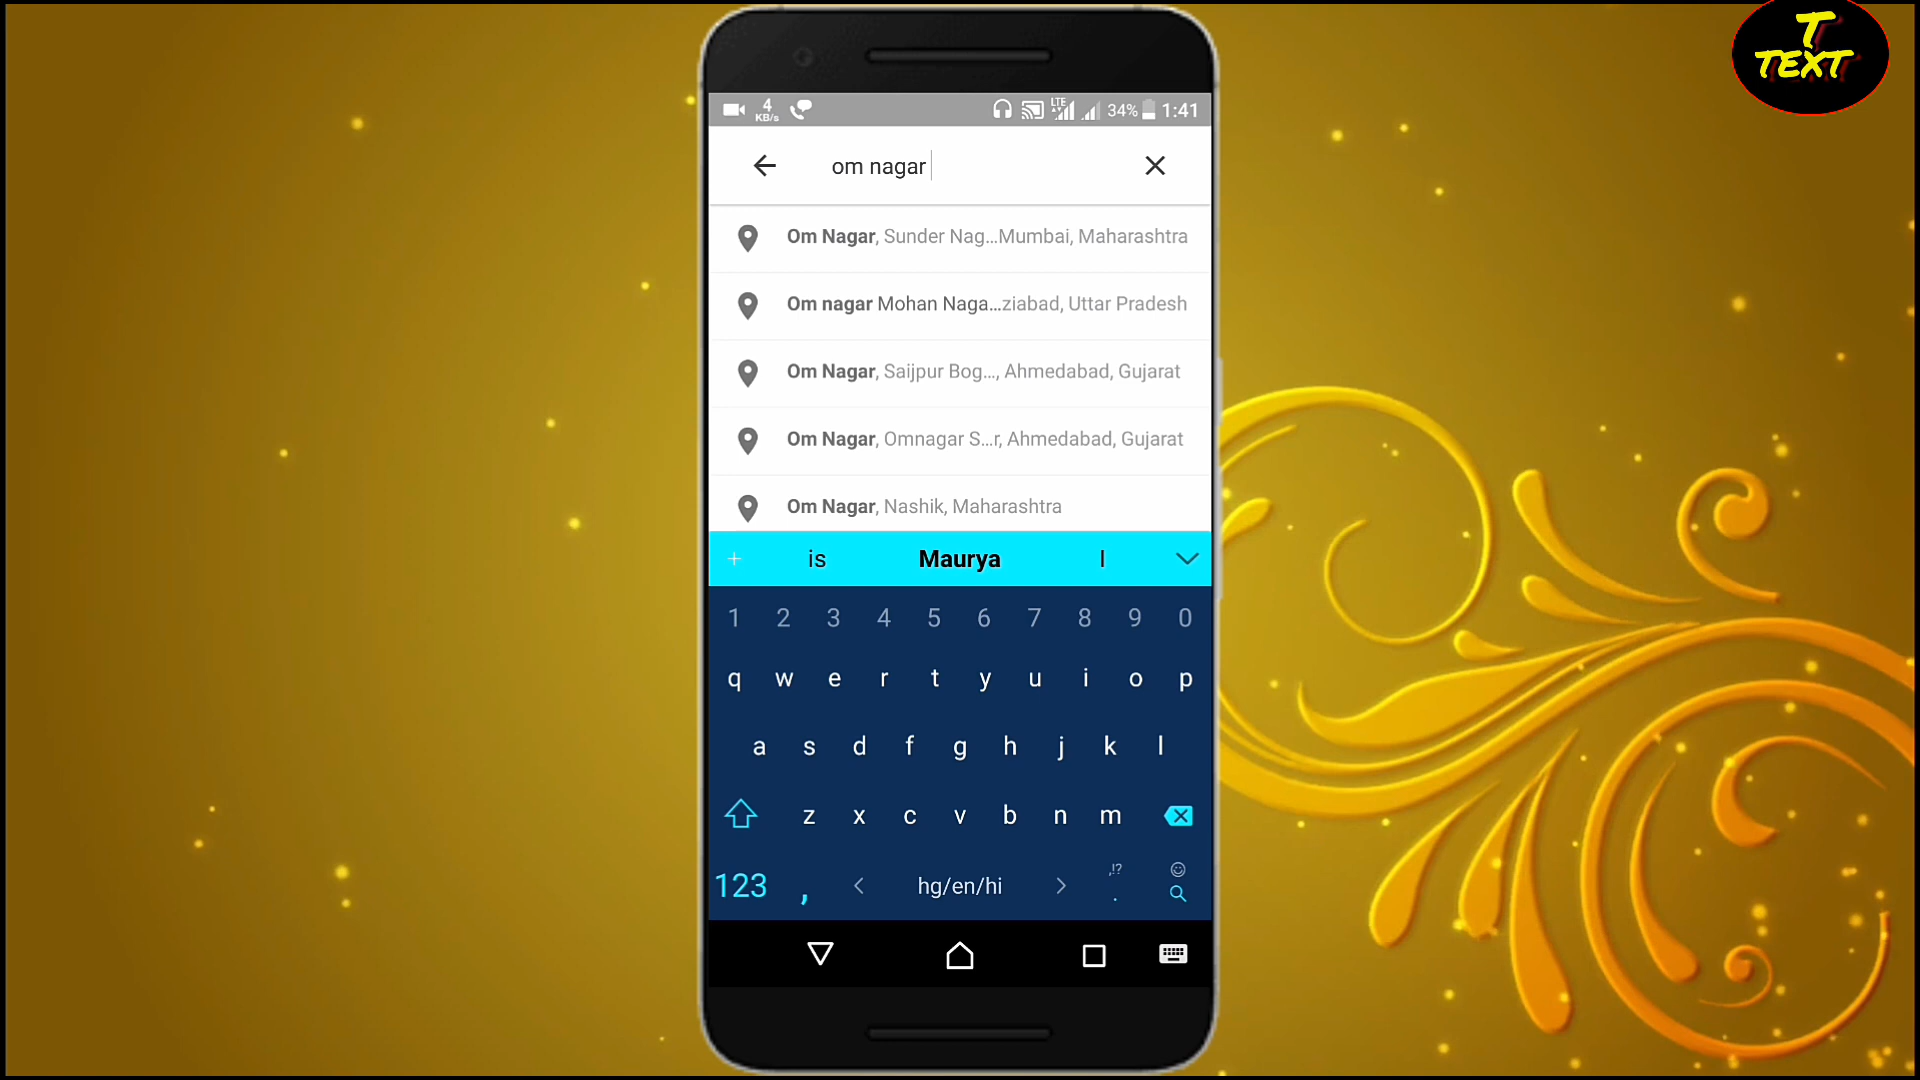 T
TEXT
4
KB/s
LTE
34% 1:41
om nagar
Om Nagar, Sunder Nag...Mumbai, Maharashtra
Om nagar Mohan Naga...ziabad, Uttar Pradesh
Om Nagar, Saijpur Bog..., Ahmedabad, Gujarat
Om Nagar, Omnagar S...r, Ahmedabad, Gujarat
Om Nagar, Nashik, Maharashtra
+ is Maurya I
1 2 3 4 5 6 7 8 9 0
q w e r t y u i o p
a s d f g h j k l
z x c v b n m
,!?
123 , < hg/en/hi > .